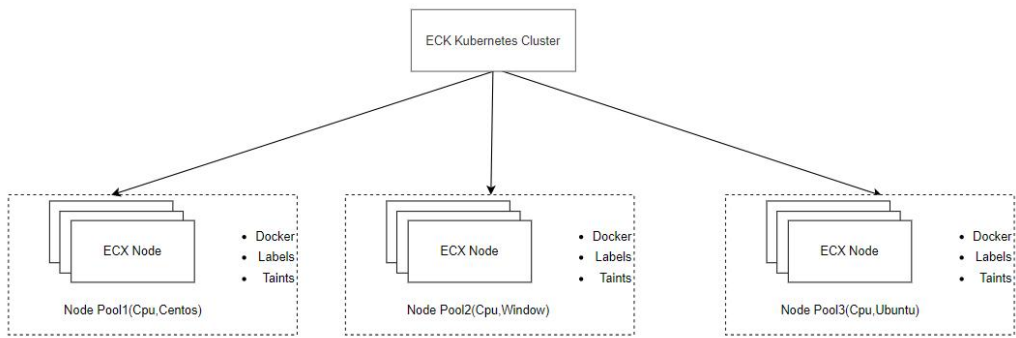 ECK Kubernetes Cluster
ECX Node
• Docker
• Labels
• Taints
Node Pool1(Cpu,Centos)
ECX Node
• Docker
• Labels
• Taints
Node Pool2(Cpu,Window)
ECX Node
• Docker
• Labels
• Taints
Node Pool3(Cpu,Ubuntu)